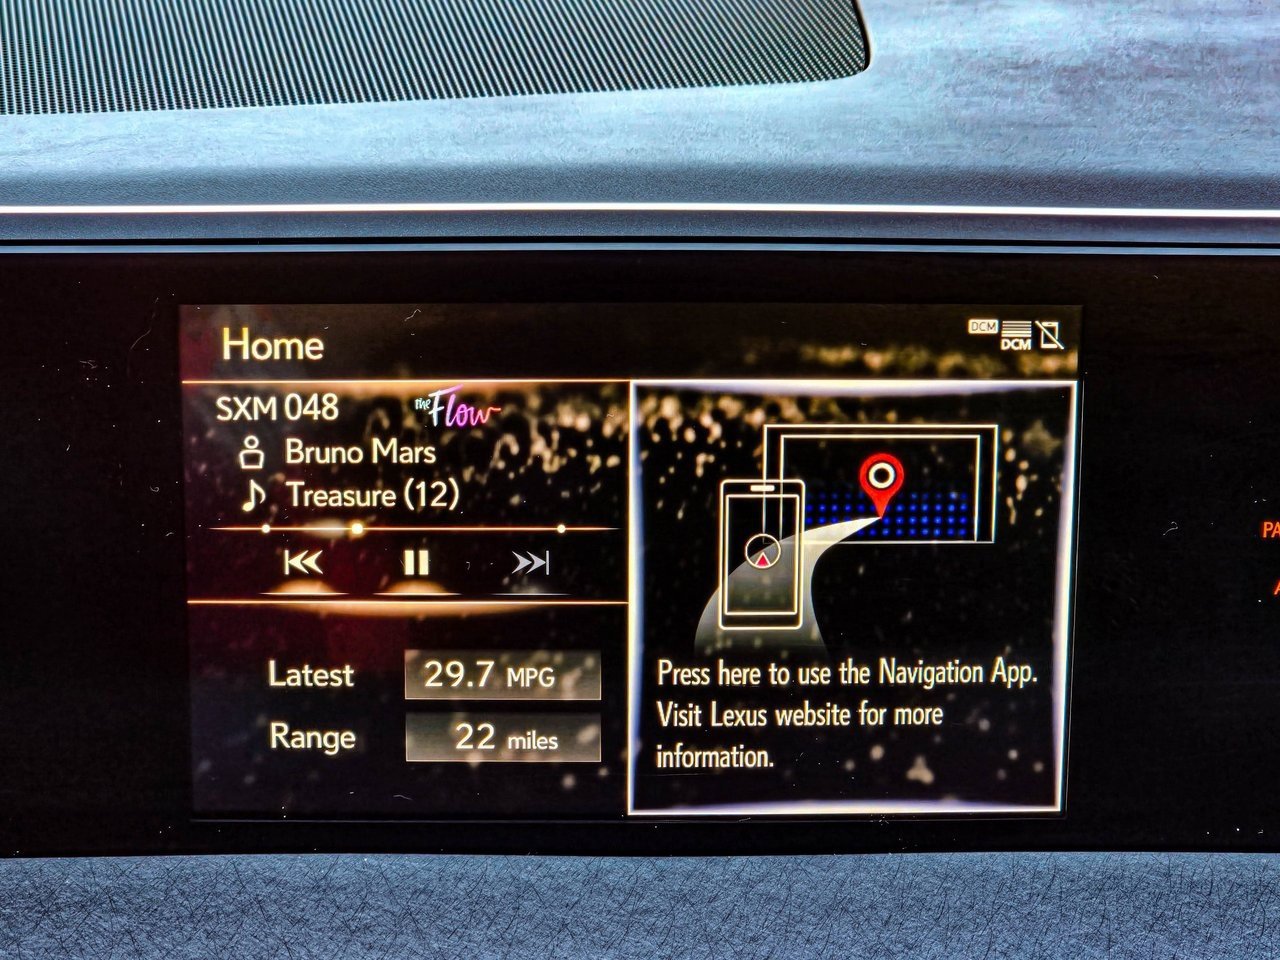 Home
DCM
DCM
SXM 048 the Flow
Bruno Mars
Treasure (12)
Latest 29.7 MPG
Range 22 miles
Press here to use the Navigation App.
Visit Lexus website for more
information.